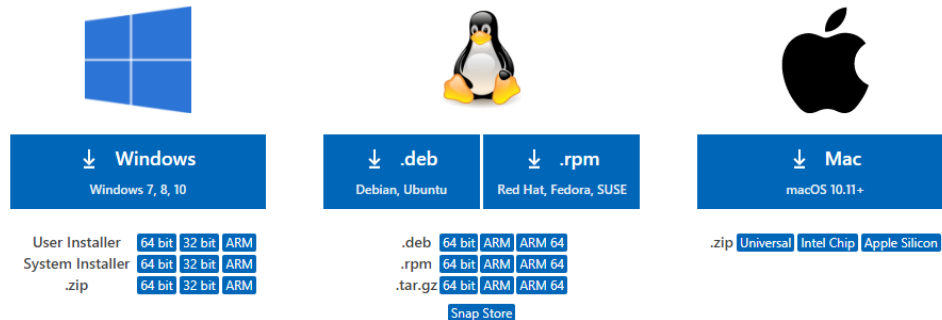 Windows
Windows 7, 8, 10
User Installer 64 bit 32 bit ARM
System Installer 64 bit 32 bit ARM
.zip 64 bit 32 bit ARM
.deb
Debian, Ubuntu
.rpm
Red Hat, Fedora, SUSE
.deb 64 bit ARM ARM 64
.rpm 64 bit ARM ARM 64
.tar.gz 64 bit ARM ARM 64
Snap Store
Mac
macOS 10.11+
.zip Universal Intel Chip Apple Silicon